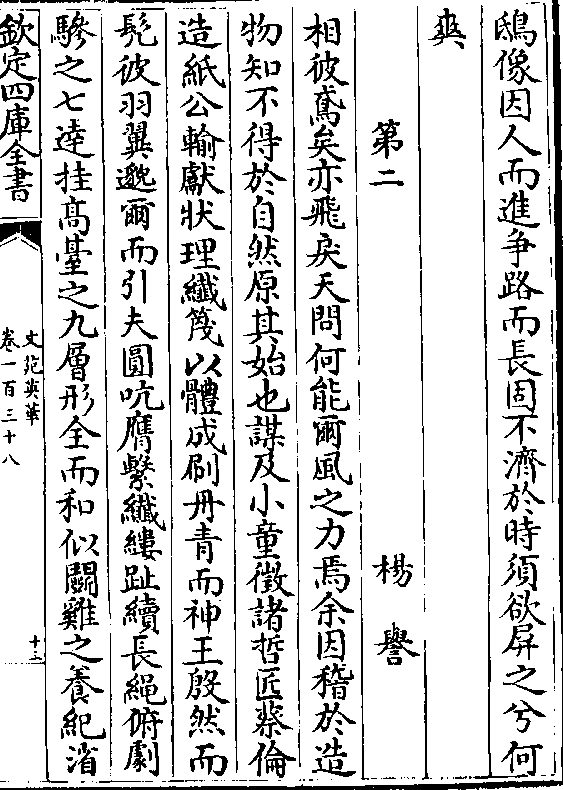 鴟像因人而進争路而長固不濟於時須欲屏之兮何
爽
第二　楊譽
相彼鳶矣亦飛戾天問何能爾風之力焉余因稽於造
物知不得於自然原其始也謀及小童徵諸哲匠蔡倫
造紙公輸獻狀理纖篾以體成刷丹青而神王殷然而
髠彼羽翼邈爾而引夫圓吭膺繫纖縷趾續長繩俯劇
驂之七逵挂高臺之九層形全而和似鬬雞之養紀渻
欽定四庫全書
文苑英華
卷一百三十八
十三